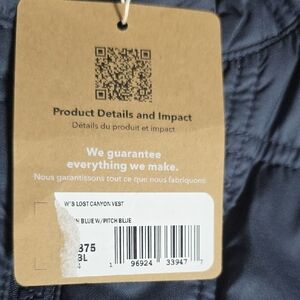 Product Details and Impact
Détails du produit et impact
We guarantee
everything we make.
Nous garantissons tout ce que nous fabriquons.
W'S LOST CANYON VEST
BLUE W/PITCH BLUE
375
BL
1 96924 33947